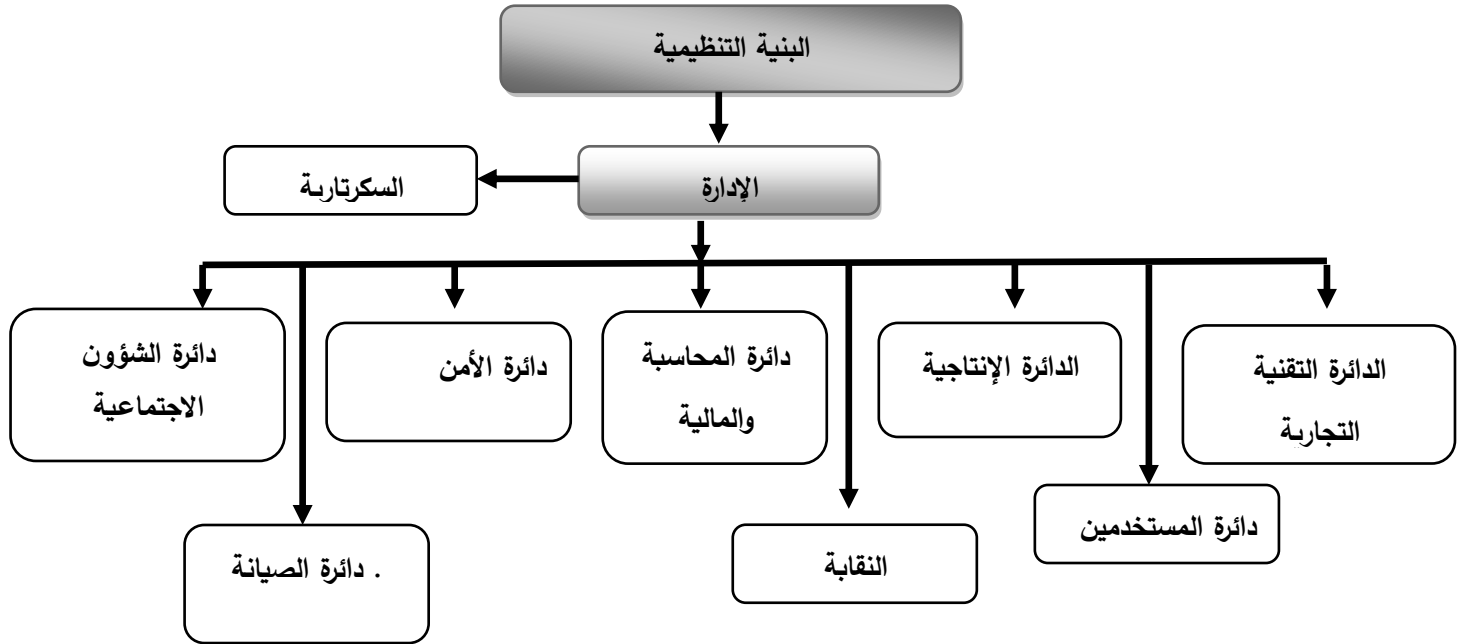 البنية التنظيمية
الإدارة
السكرتارية
الدائرة التقنية
التجارية
الدائرة الإنتاجية
دائرة المحاسبة
والمالية
دائرة الأمن
دائرة الشؤون
الاجتماعية
دائرة المستخدمين
النقابة
. دائرة الصيانة